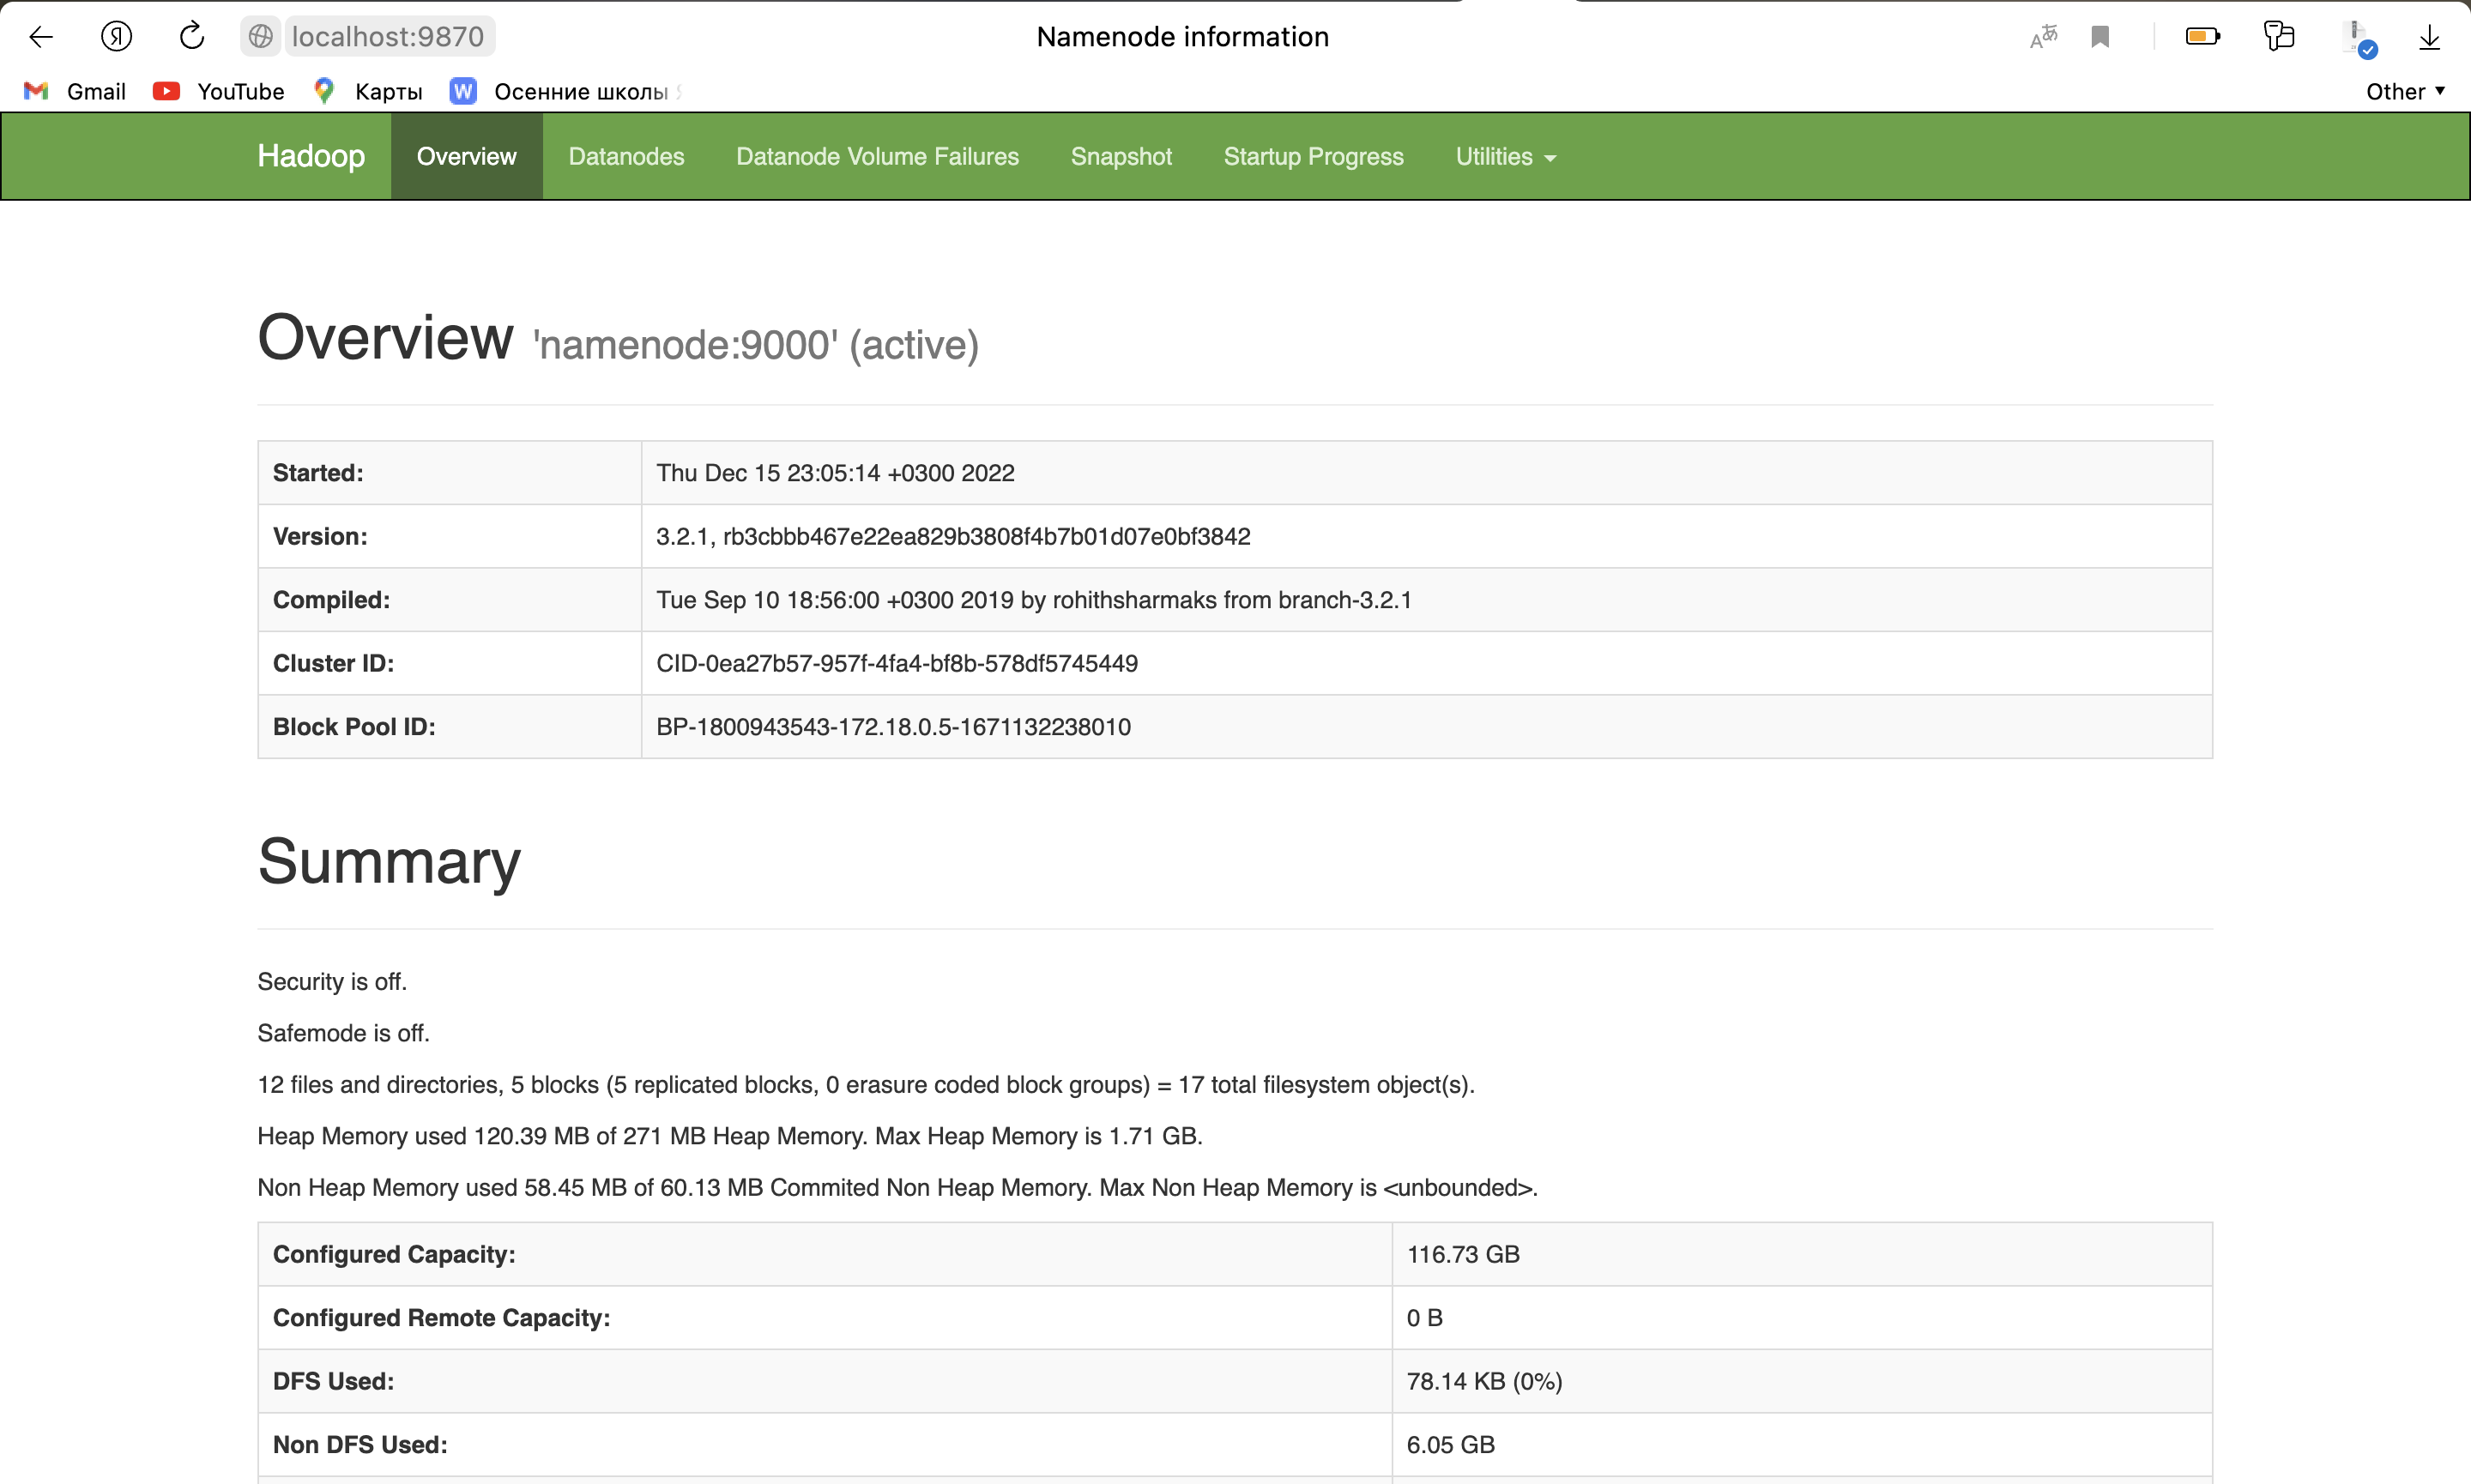 localhost:9870
Namenode information
Gmail YouTube Карты Осенние школы Other
Hadoop Overview Datanodes Datanode Volume Failures Snapshot Startup Progress Utilities
Overview 'namenode:9000' (active)
Started: Thu Dec 15 23:05:14 +0300 2022
Version: 3.2.1, rb3cbbb467e22ea829b3808f4b7b01d07e0bf3842
Compiled: Tue Sep 10 18:56:00 +0300 2019 by rohithsharmaks from branch-3.2.1
Cluster ID: CID-0ea27b57-957f-4fa4-bf8b-578df5745449
Block Pool ID: BP-1800943543-172.18.0.5-1671132238010
Summary
Security is off.
Safemode is off.
12 files and directories, 5 blocks (5 replicated blocks, 0 erasure coded block groups) = 17 total filesystem object(s).
Heap Memory used 120.39 MB of 271 MB Heap Memory. Max Heap Memory is 1.71 GB.
Non Heap Memory used 58.45 MB of 60.13 MB Commited Non Heap Memory. Max Non Heap Memory is <unbounded>.
Configured Capacity: 116.73 GB
Configured Remote Capacity: 0 B
DFS Used: 78.14 KB (0%)
Non DFS Used: 6.05 GB